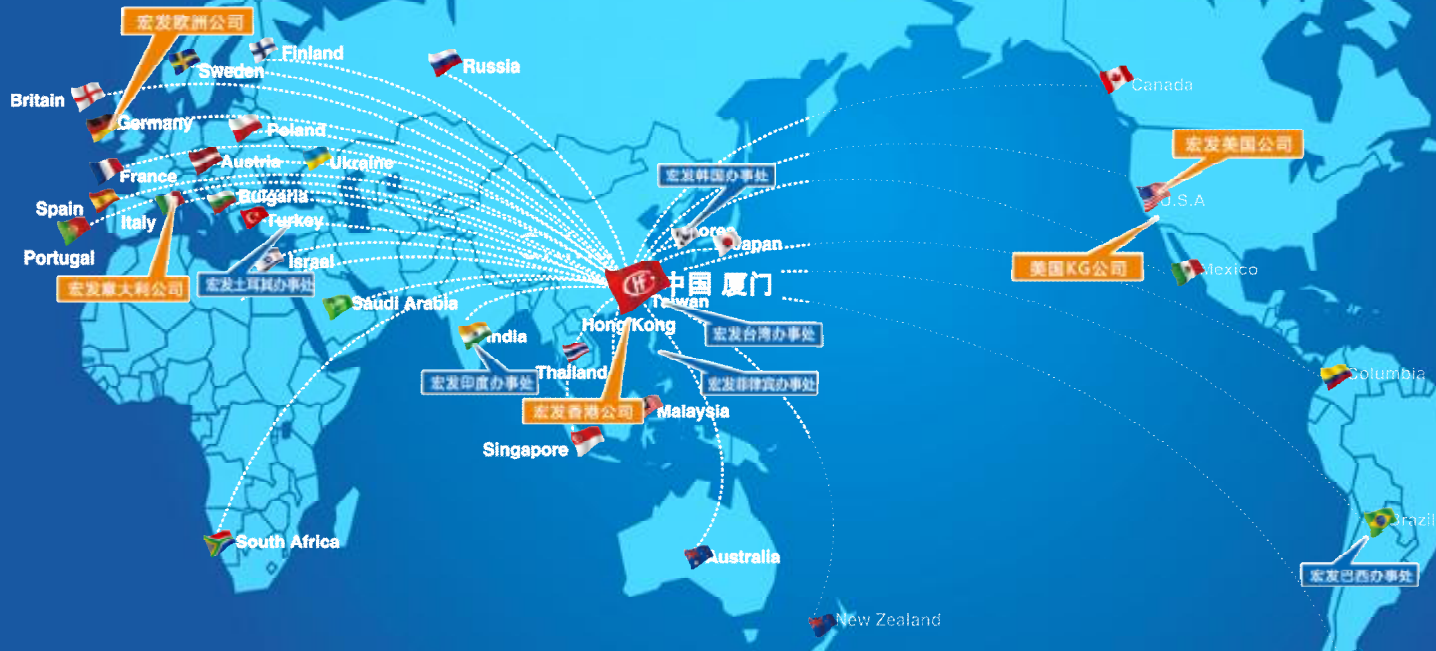 宏发欧洲公司
Finland
Sweden
Russia
Britain
Canada
Germany
Poland
宏发美国公司
Austria
Ukraine
France
宏发韩国办事处
Bulgaria
U.S.A
Spain
Italy
Turkey
Korea
Japan
Portugal
Israel
美国KG公司
Mexico
宏发意大利公司
宏发土耳其办事处
HF
中国 厦门
Saudi Arabia
Taiwan
Hong Kong
India
宏发台湾办事处
Thailand
Columbia
宏发印度办事处
宏发菲律宾办事处
宏发香港公司
Malaysia
Singapore
Brazil
South Africa
Australia
宏发巴西办事处
New Zealand